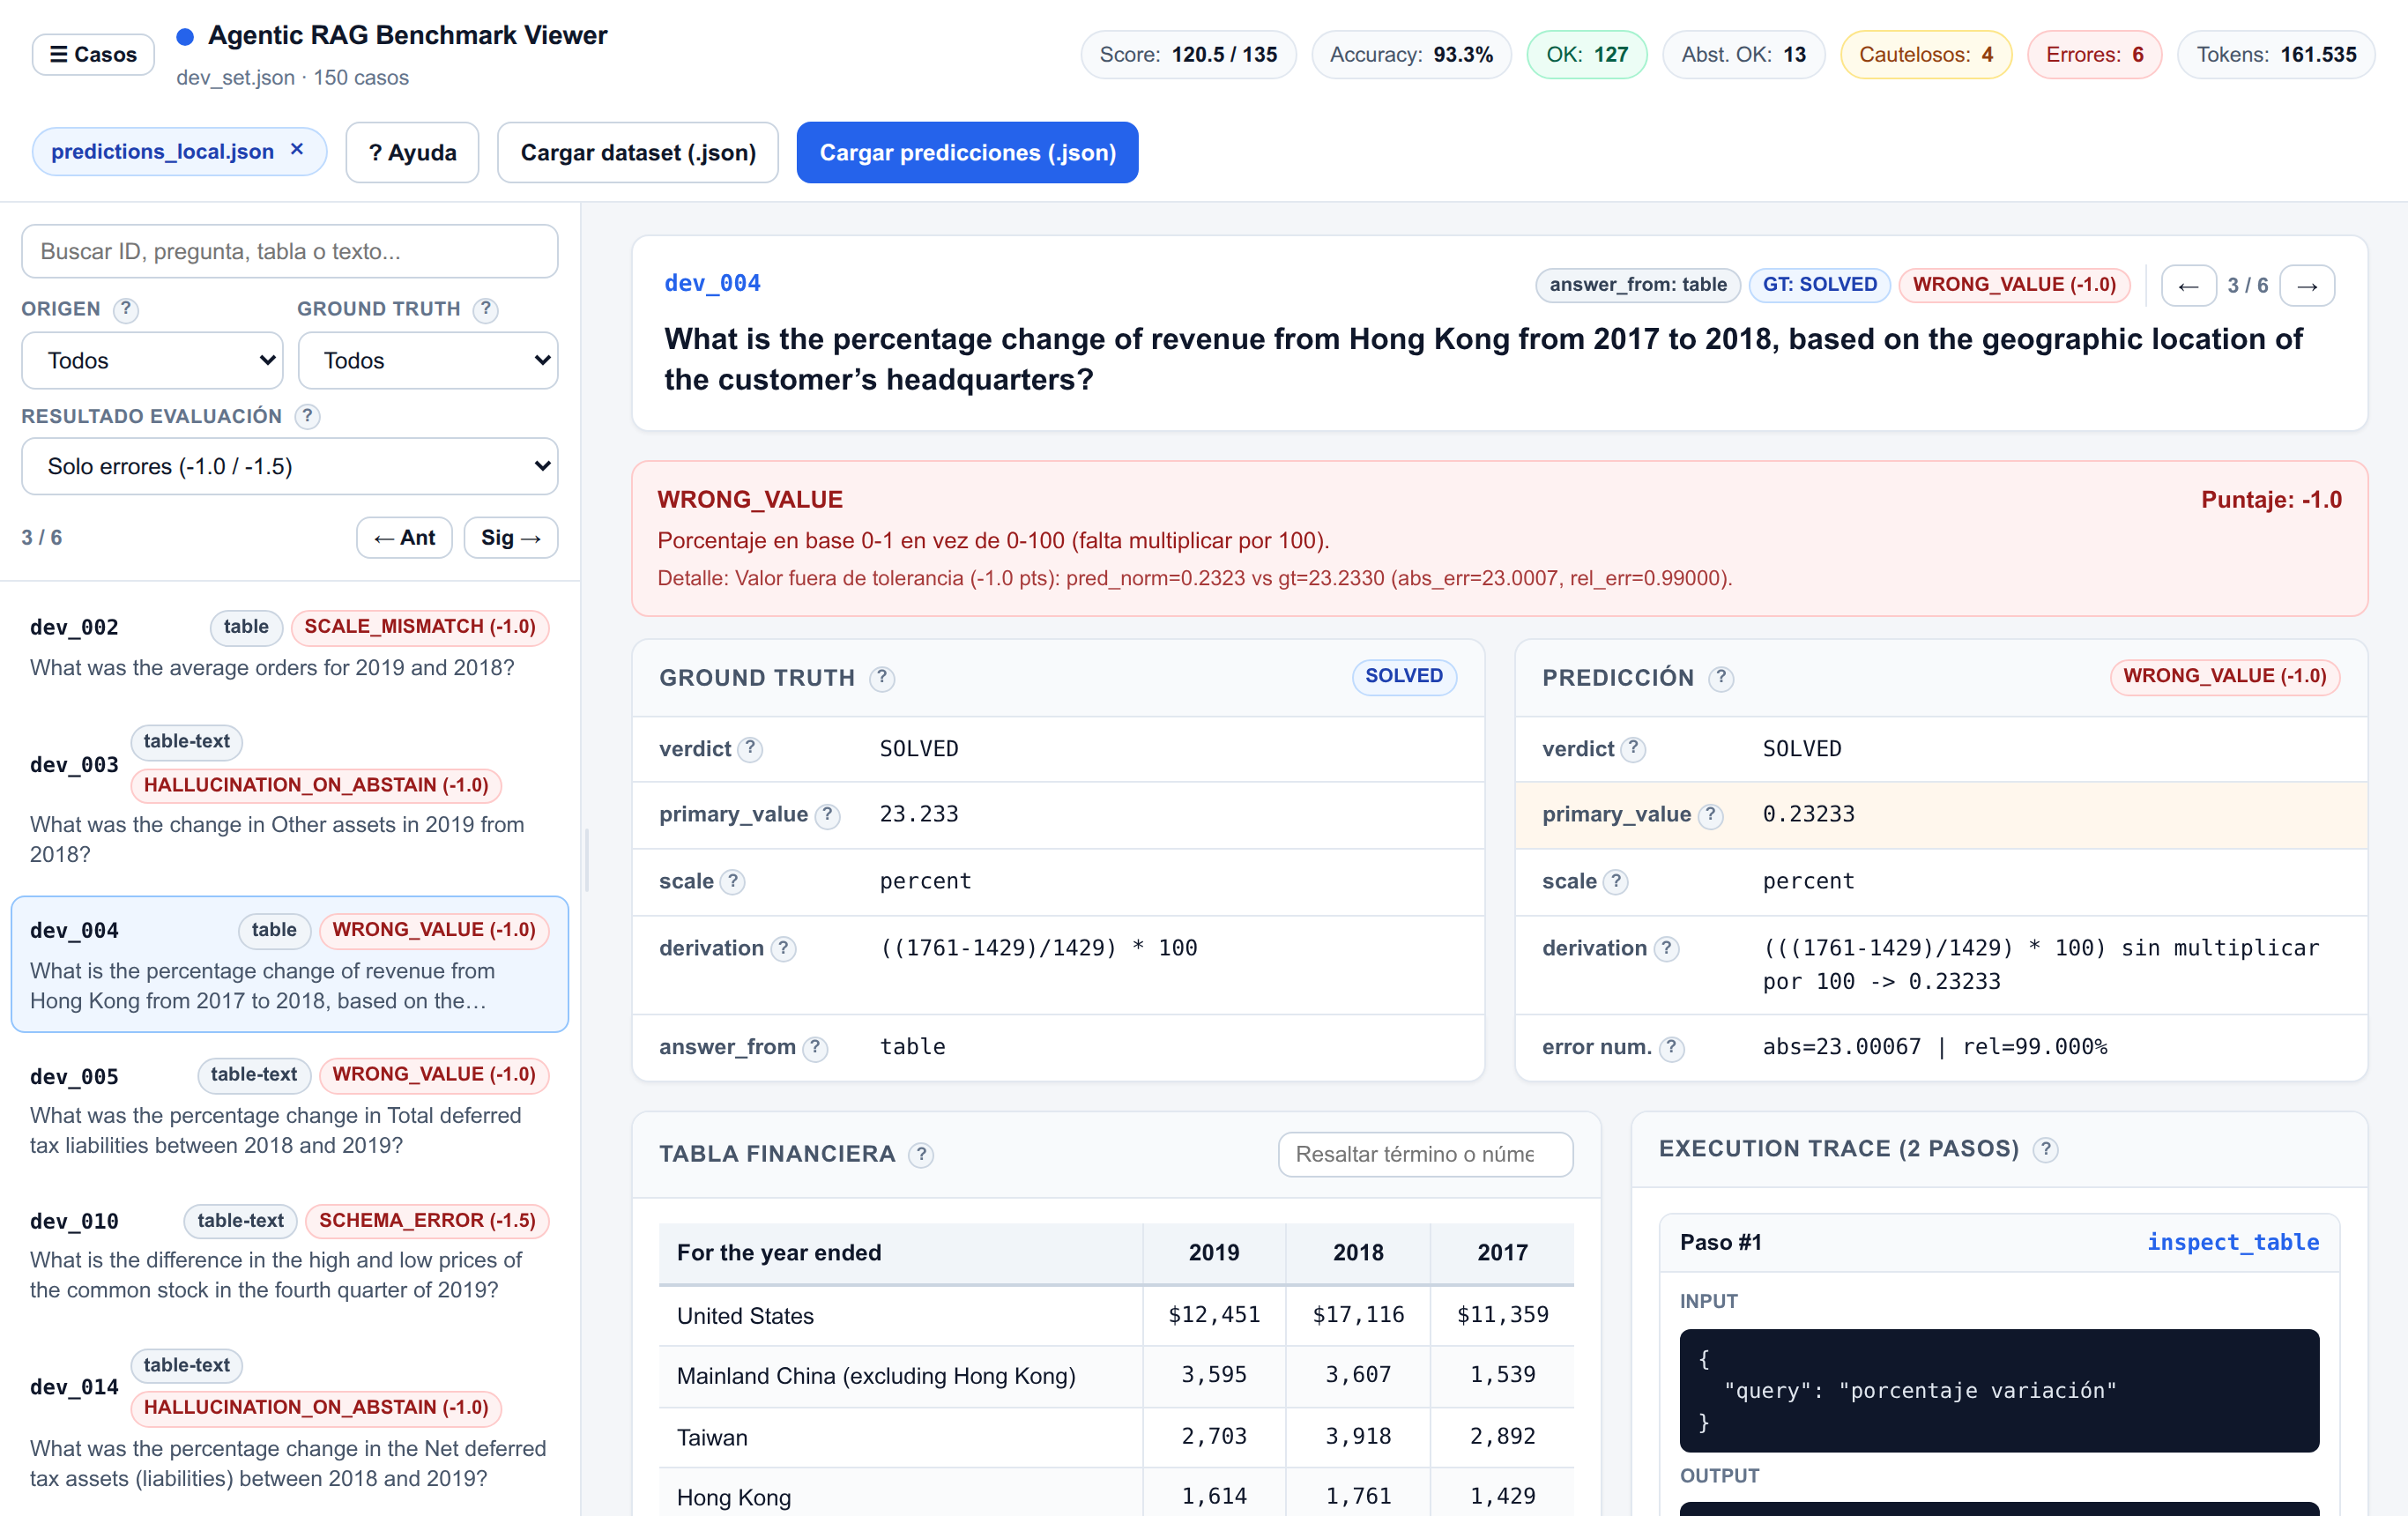 ☰ Casos
Agentic RAG Benchmark Viewer
dev_set.json · 150 casos
Score: 120.5 / 135
Accuracy: 93.3%
OK: 127
Abst. OK: 13
Cautelosos: 4
Errores: 6
Tokens: 161.535
predictions_local.json ×
? Ayuda
Cargar dataset (.json)
Cargar predicciones (.json)
Buscar ID, pregunta, tabla o texto...
ORIGEN ?
GROUND TRUTH ?
Todos
Todos
RESULTADO EVALUACIÓN ?
Solo errores (-1.0 / -1.5)
3 / 6
← Ant
Sig →
dev_002
table
SCALE_MISMATCH (-1.0)
What was the average orders for 2019 and 2018?
dev_003
table-text
HALLUCINATION_ON_ABSTAIN (-1.0)
What was the change in Other assets in 2019 from
2018?
dev_004
table
WRONG_VALUE (-1.0)
What is the percentage change of revenue from
Hong Kong from 2017 to 2018, based on the…
dev_005
table-text
WRONG_VALUE (-1.0)
What was the percentage change in Total deferred
tax liabilities between 2018 and 2019?
dev_010
table-text
SCHEMA_ERROR (-1.5)
What is the difference in the high and low prices of
the common stock in the fourth quarter of 2019?
dev_014
table-text
HALLUCINATION_ON_ABSTAIN (-1.0)
What was the percentage change in the Net deferred
tax assets (liabilities) between 2018 and 2019?
dev_004
answer_from: table
GT: SOLVED
WRONG_VALUE (-1.0)
←
3 / 6
→
What is the percentage change of revenue from Hong Kong from 2017 to 2018, based on the geographic location of
the customer’s headquarters?
WRONG_VALUE
Puntaje: -1.0
Porcentaje en base 0-1 en vez de 0-100 (falta multiplicar por 100).
Detalle: Valor fuera de tolerancia (-1.0 pts): pred_norm=0.2323 vs gt=23.2330 (abs_err=23.0007, rel_err=0.99000).
GROUND TRUTH ?
SOLVED
verdict ? SOLVED
primary_value ? 23.233
scale ? percent
derivation ? ((1761-1429)/1429) * 100
answer_from ? table
PREDICCIÓN ?
WRONG_VALUE (-1.0)
verdict ? SOLVED
primary_value ? 0.23233
scale ? percent
derivation ? (((1761-1429)/1429) * 100) sin multiplicar
por 100 -> 0.23233
error num. ? abs=23.00067 | rel=99.000%
TABLA FINANCIERA ?
Resaltar término o núme
For the year ended 2019 2018 2017
United States $12,451 $17,116 $11,359
Mainland China (excluding Hong Kong) 3,595 3,607 1,539
Taiwan 2,703 3,918 2,892
Hong Kong 1,614 1,761 1,429
EXECUTION TRACE (2 PASOS) ?
Paso #1
inspect_table
INPUT
{
"query": "porcentaje variación"
}
OUTPUT